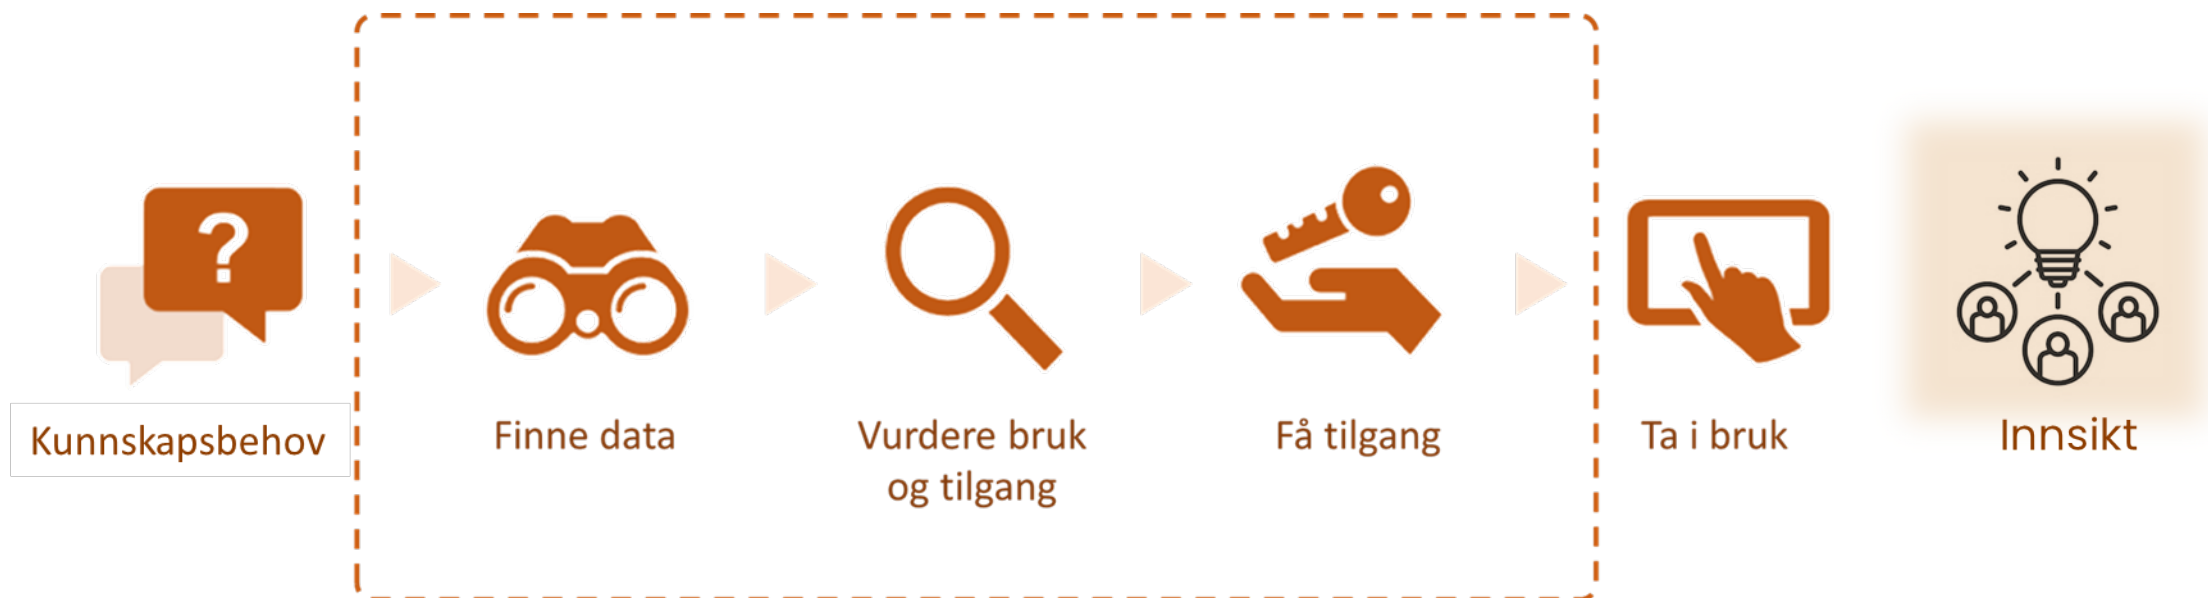 ?
Kunnskapsbehov
Finne data
Vurdere bruk
og tilgang
Få tilgang
Ta i bruk
Innsikt